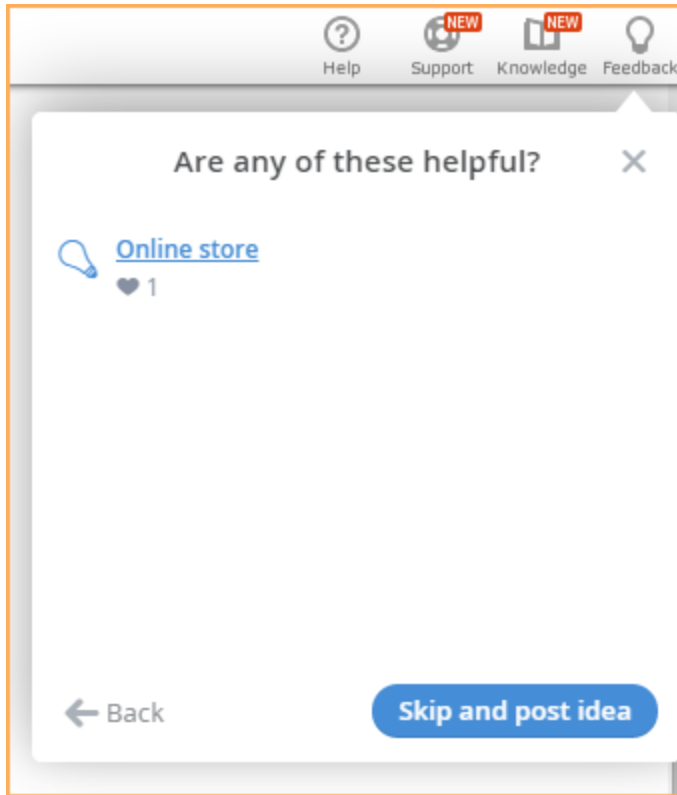 NEW NEW
Help Support Knowledge Feedback
Are any of these helpful?
Online store
1
Back Skip and post idea